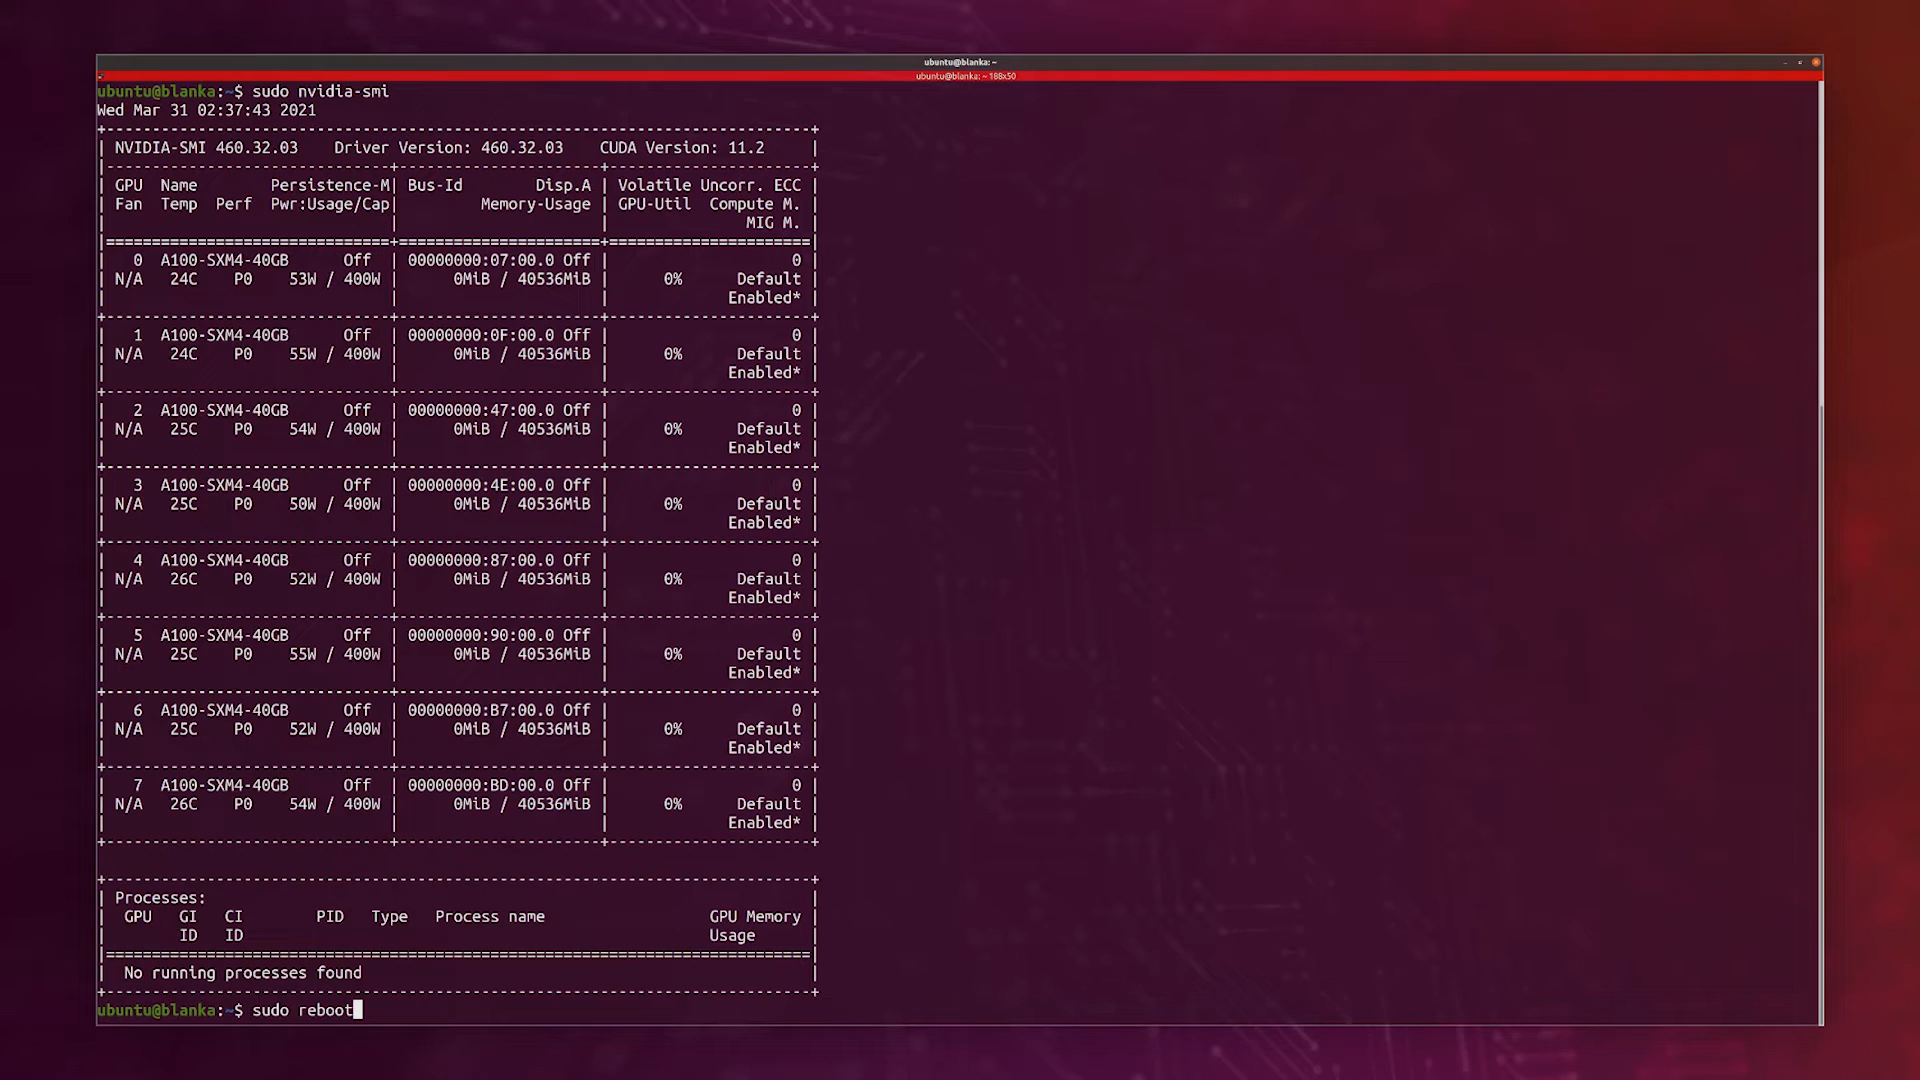 ubuntu@blanka: ~
ubuntu@blanka: ~ 188x50
ubuntu@blanka:~$ sudo nvidia-smi
Wed Mar 31 02:37:43 2021
+-----------------------------------------------------------------------------+
| NVIDIA-SMI 460.32.03    Driver Version: 460.32.03    CUDA Version: 11.2     |
|-------------------------------+----------------------+----------------------+
| GPU  Name        Persistence-M| Bus-Id        Disp.A | Volatile Uncorr. ECC |
| Fan  Temp  Perf  Pwr:Usage/Cap|         Memory-Usage | GPU-Util  Compute M. |
|                               |                      |               MIG M. |
|===============================+======================+======================|
|   0  A100-SXM4-40GB      Off  | 00000000:07:00.0 Off |                    0 |
| N/A   24C    P0    53W / 400W |      0MiB / 40536MiB |      0%      Default |
|                               |                      |             Enabled* |
+-------------------------------+----------------------+----------------------+
|   1  A100-SXM4-40GB      Off  | 00000000:0F:00.0 Off |                    0 |
| N/A   24C    P0    55W / 400W |      0MiB / 40536MiB |      0%      Default |
|                               |                      |             Enabled* |
+-------------------------------+----------------------+----------------------+
|   2  A100-SXM4-40GB      Off  | 00000000:47:00.0 Off |                    0 |
| N/A   25C    P0    54W / 400W |      0MiB / 40536MiB |      0%      Default |
|                               |                      |             Enabled* |
+-------------------------------+----------------------+----------------------+
|   3  A100-SXM4-40GB      Off  | 00000000:4E:00.0 Off |                    0 |
| N/A   25C    P0    50W / 400W |      0MiB / 40536MiB |      0%      Default |
|                               |                      |             Enabled* |
+-------------------------------+----------------------+----------------------+
|   4  A100-SXM4-40GB      Off  | 00000000:87:00.0 Off |                    0 |
| N/A   26C    P0    52W / 400W |      0MiB / 40536MiB |      0%      Default |
|                               |                      |             Enabled* |
+-------------------------------+----------------------+----------------------+
|   5  A100-SXM4-40GB      Off  | 00000000:90:00.0 Off |                    0 |
| N/A   25C    P0    55W / 400W |      0MiB / 40536MiB |      0%      Default |
|                               |                      |             Enabled* |
+-------------------------------+----------------------+----------------------+
|   6  A100-SXM4-40GB      Off  | 00000000:B7:00.0 Off |                    0 |
| N/A   25C    P0    52W / 400W |      0MiB / 40536MiB |      0%      Default |
|                               |                      |             Enabled* |
+-------------------------------+----------------------+----------------------+
|   7  A100-SXM4-40GB      Off  | 00000000:BD:00.0 Off |                    0 |
| N/A   26C    P0    54W / 400W |      0MiB / 40536MiB |      0%      Default |
|                               |                      |             Enabled* |
+-------------------------------+----------------------+----------------------+

+-----------------------------------------------------------------------------+
| Processes:                                                                  |
|  GPU   GI   CI        PID   Type   Process name                  GPU Memory |
|        ID   ID                                                   Usage      |
|=============================================================================|
|  No running processes found                                                 |
+-----------------------------------------------------------------------------+
ubuntu@blanka:~$ sudo reboot